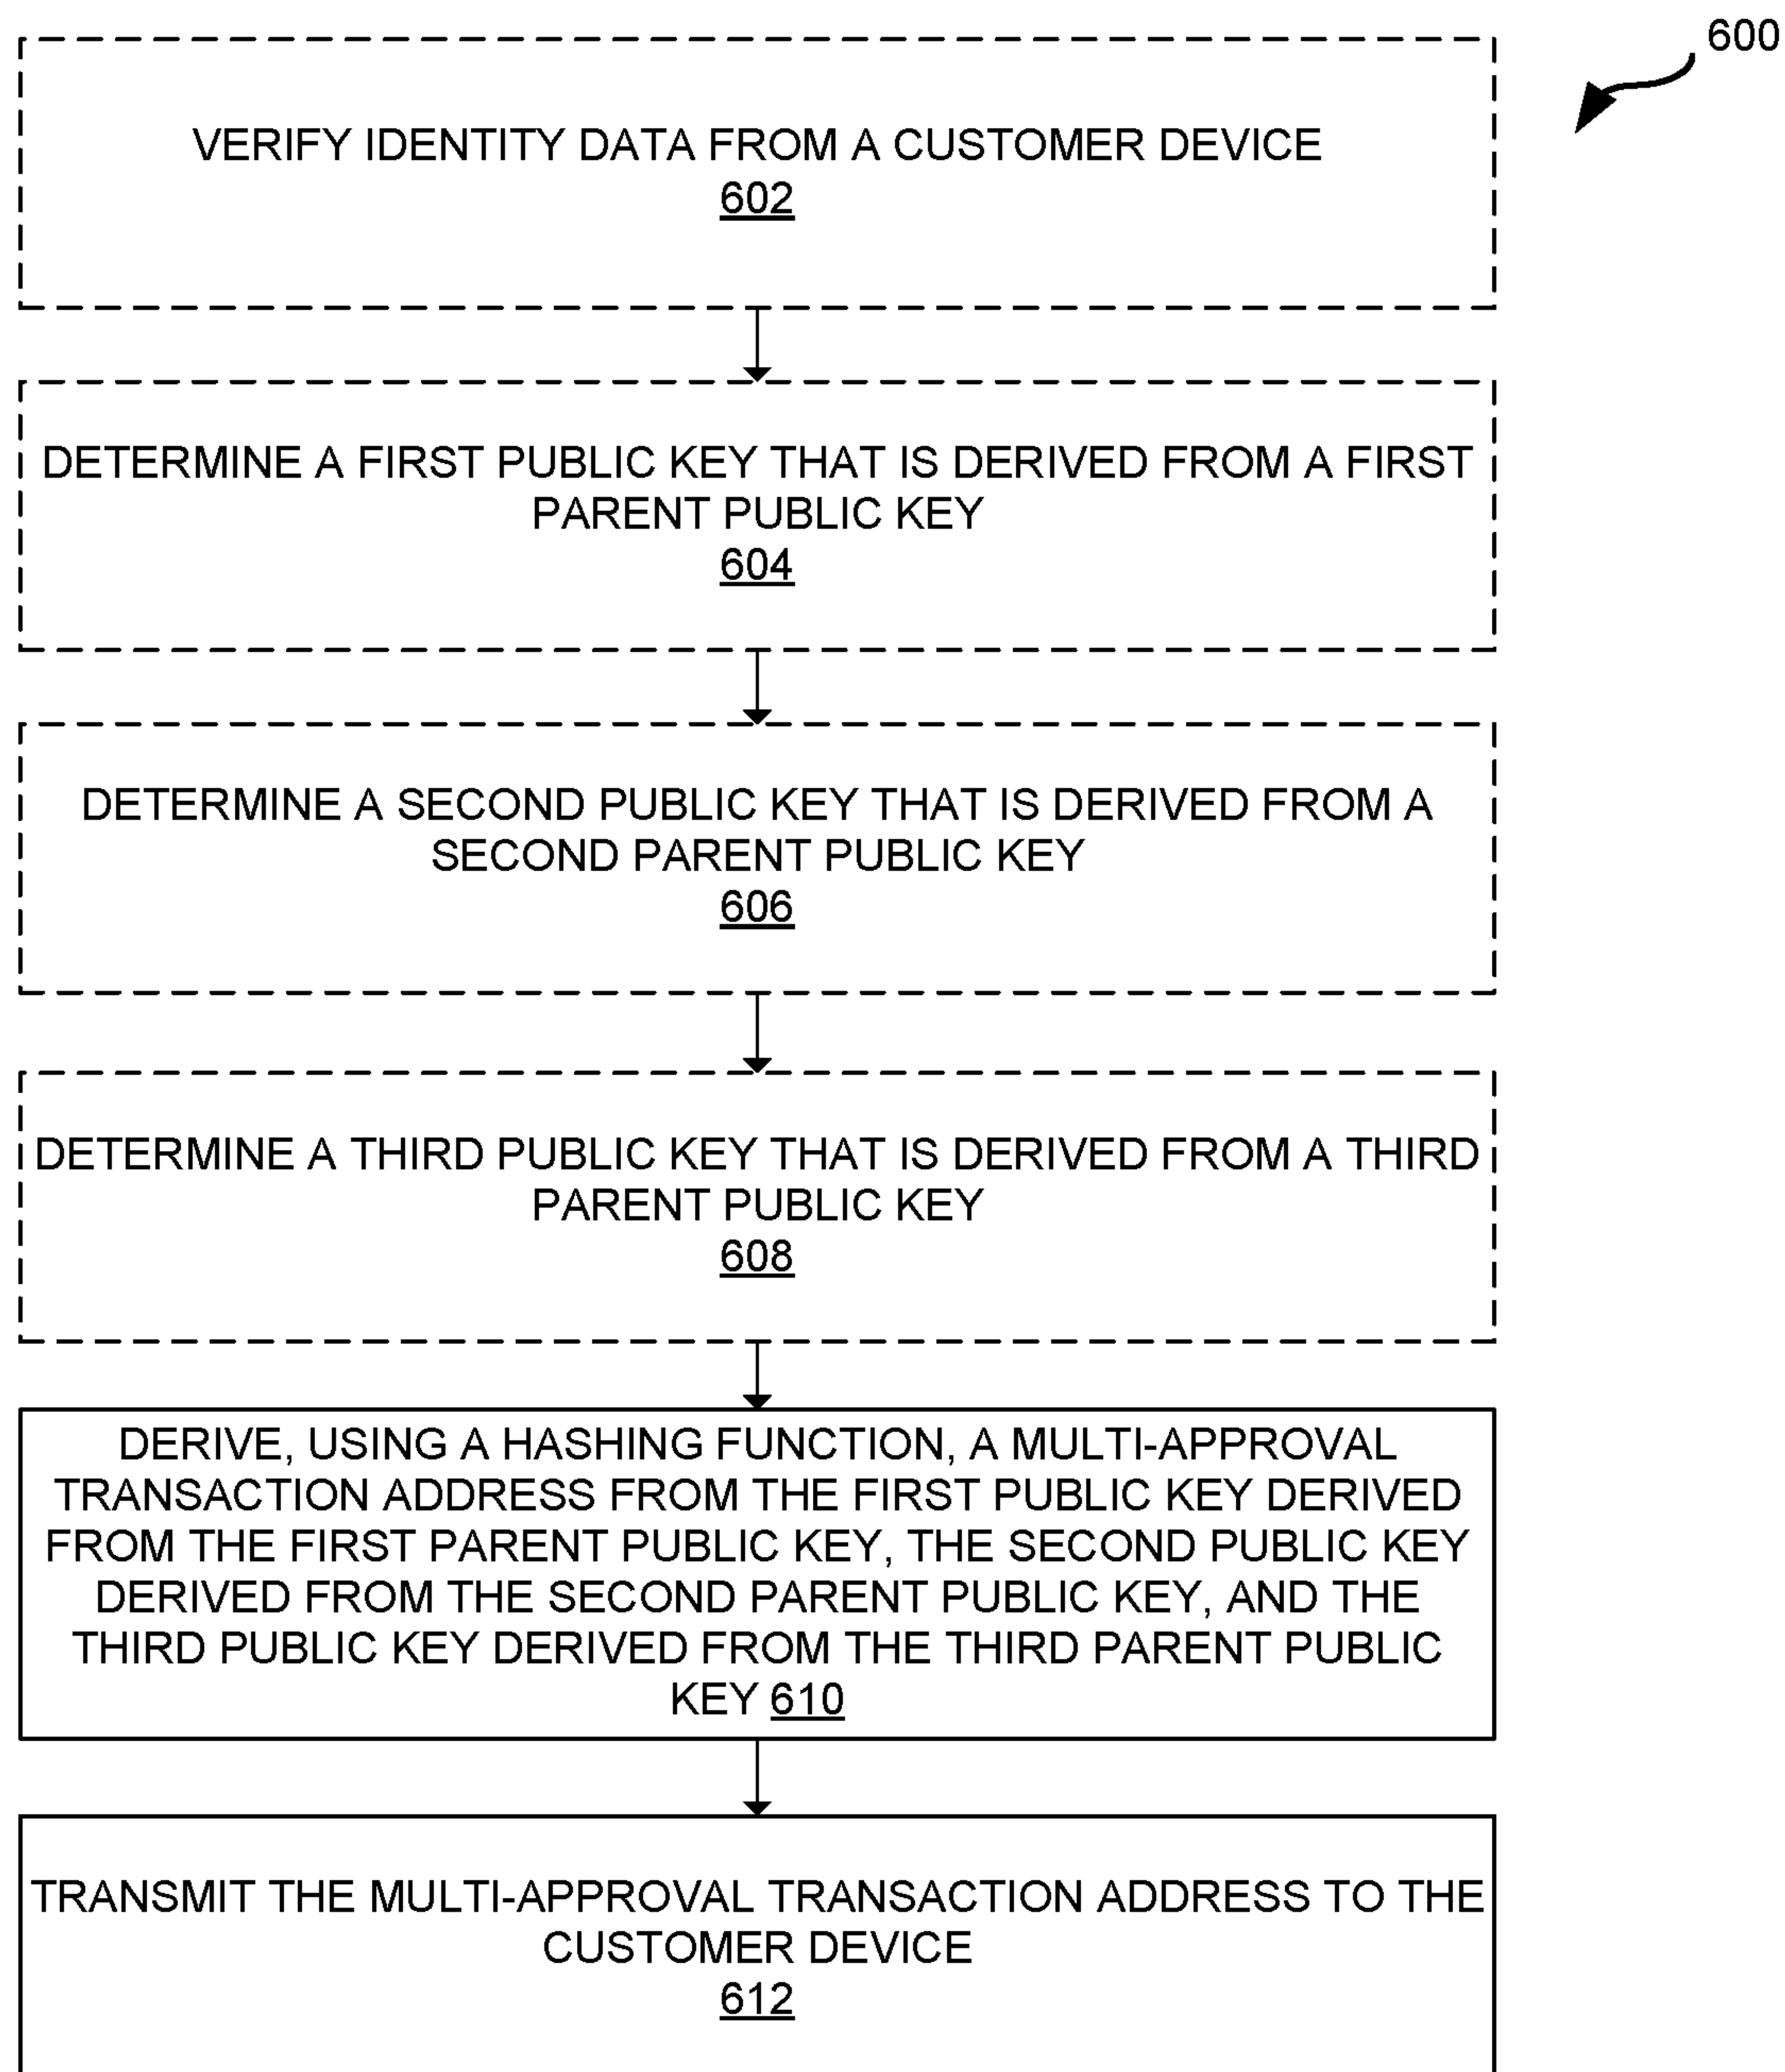 600
VERIFY IDENTITY DATA FROM A CUSTOMER DEVICE
602
DETERMINE A FIRST PUBLIC KEY THAT IS DERIVED FROM A FIRST
PARENT PUBLIC KEY
604
DETERMINE A SECOND PUBLIC KEY THAT IS DERIVED FROM A
SECOND PARENT PUBLIC KEY
606
DETERMINE A THIRD PUBLIC KEY THAT IS DERIVED FROM A THIRD
PARENT PUBLIC KEY
608
DERIVE, USING A HASHING FUNCTION, A MULTI-APPROVAL
TRANSACTION ADDRESS FROM THE FIRST PUBLIC KEY DERIVED
FROM THE FIRST PARENT PUBLIC KEY, THE SECOND PUBLIC KEY
DERIVED FROM THE SECOND PARENT PUBLIC KEY, AND THE
THIRD PUBLIC KEY DERIVED FROM THE THIRD PARENT PUBLIC
KEY 610
TRANSMIT THE MULTI-APPROVAL TRANSACTION ADDRESS TO THE
CUSTOMER DEVICE
612